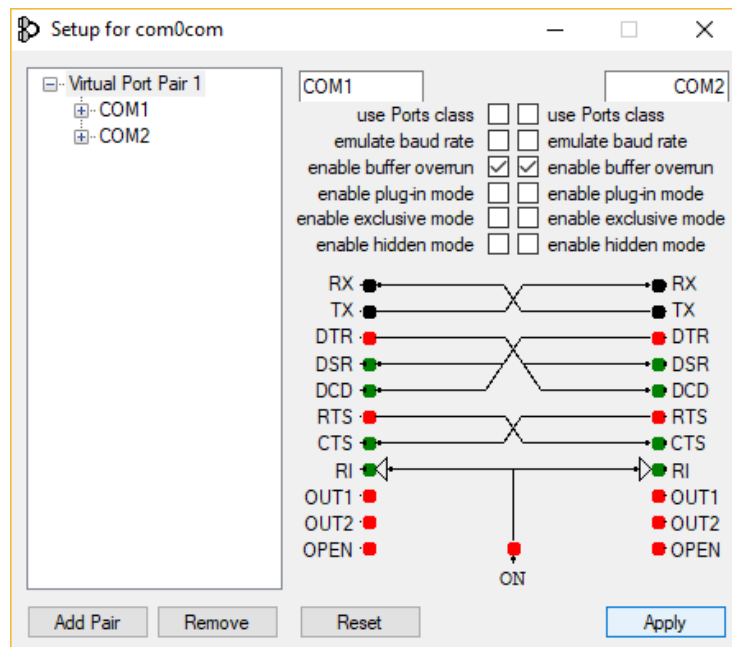 Setup for com0com
Virtual Port Pair 1
COM1
COM2
COM1 COM2
use Ports class use Ports class
emulate baud rate emulate baud rate
enable buffer overrun enable buffer overrun
enable plug-in mode enable plug-in mode
enable exclusive mode enable exclusive mode
enable hidden mode enable hidden mode
RX RX
TX TX
DTR DTR
DSR DSR
DCD DCD
RTS RTS
CTS CTS
RI RI
OUT1 OUT1
OUT2 OUT2
OPEN OPEN
ON
Add Pair Remove Reset Apply